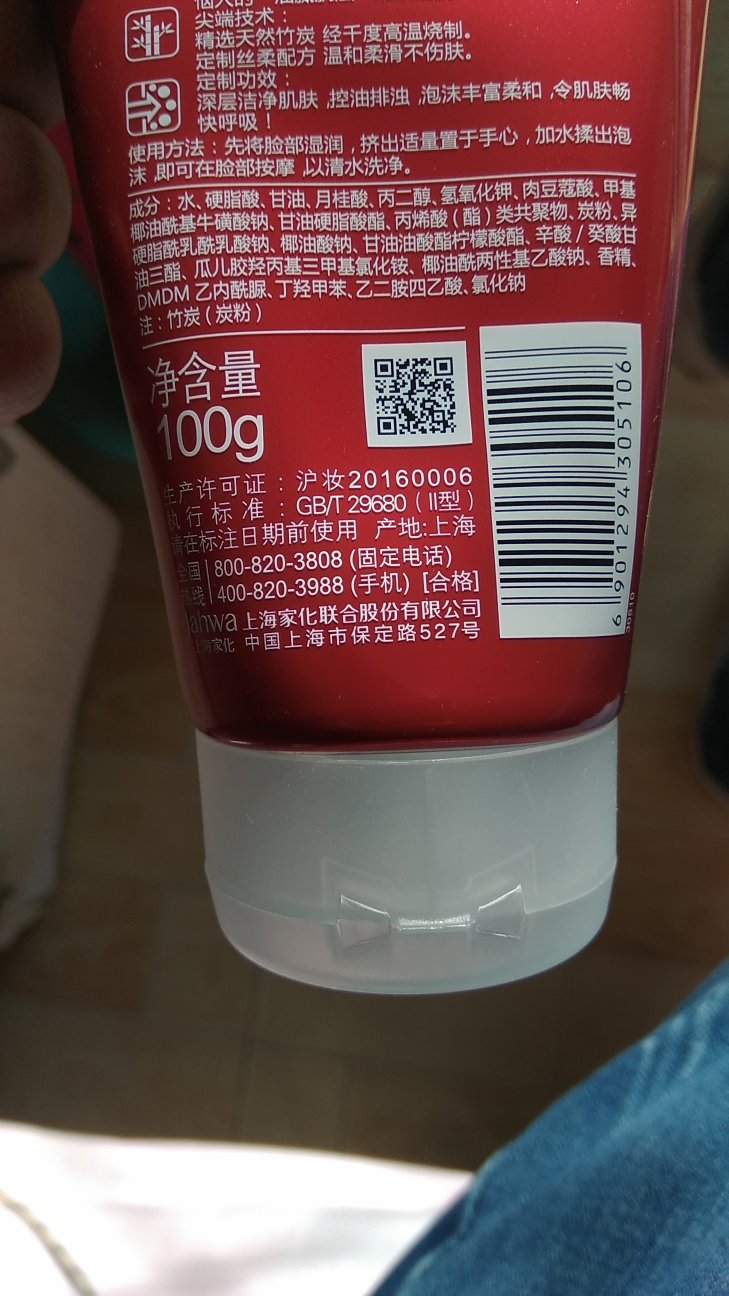 尖端技术：
精选天然竹炭 经千度高温烧制。
定制丝柔配方 温和柔滑不伤肤。
定制功效：
深层洁净肌肤 ,控油排浊 ,泡沫丰富柔和 ,令肌肤畅
快呼吸！
使用方法：先将脸部湿润 , 挤出适量置于手心 , 加水揉出泡
沫 ,即可在脸部按摩 ,以清水洗净。
成分：水、硬脂酸、甘油、月桂酸、丙二醇、氢氧化钾、肉豆蔻酸、甲基
椰油酰基牛磺酸钠、甘油硬脂酸酯、丙烯酸（酯）类共聚物、炭粉、异
硬脂酰乳酰乳酸钠、椰油酸钠、甘油油酸酯柠檬酸酯、辛酸 / 癸酸甘
油三酯、瓜儿胶羟丙基三甲基氯化铵、椰油酰两性基乙酸钠、香精、
DMDM 乙内酰脲、丁羟甲苯、乙二胺四乙酸、氯化钠
注：竹炭（炭粉）
净含量
100g
生产许可证：沪妆20160006
执行标准：GB/T 29680（II型）
请在标注日期前使用 产地:上海
全国 800-820-3808 (固定电话)
热线 400-820-3988 (手机) [合格]
Jahwa 上海家化联合股份有限公司
上海家化 中国上海市保定路527号
6 901294 305106